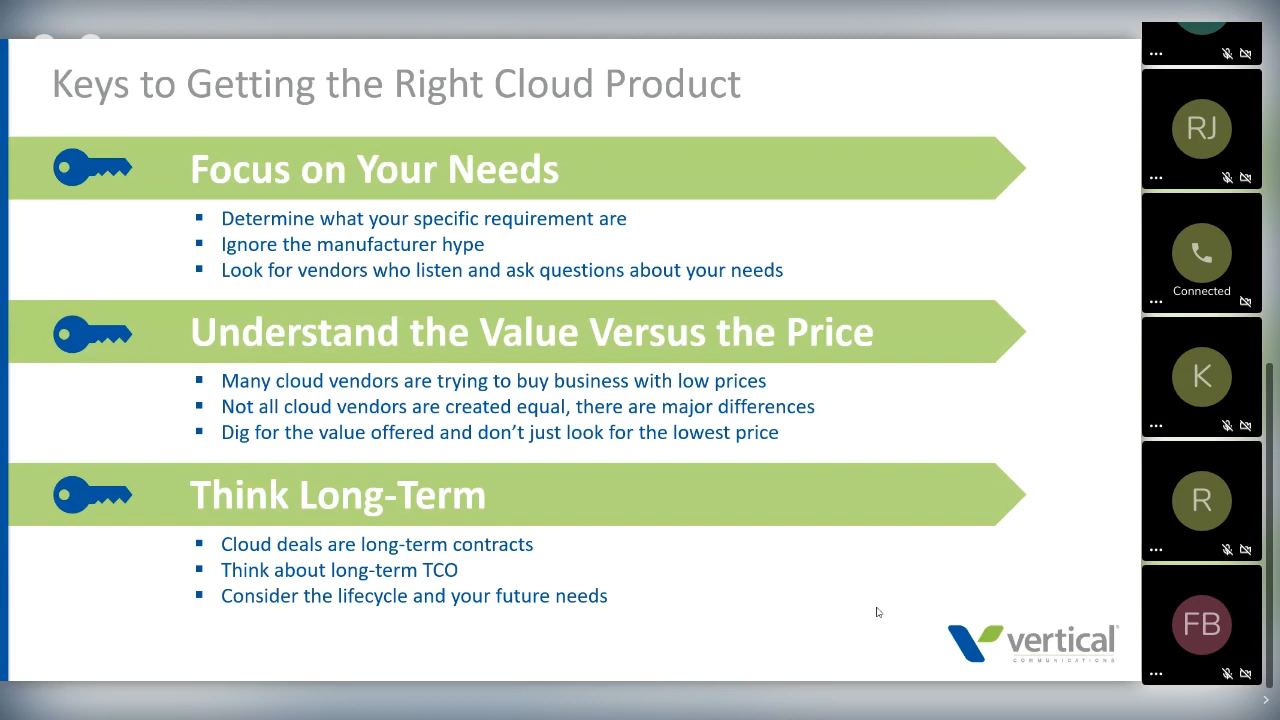 Keys to Getting the Right Cloud Product
Focus on Your Needs
Determine what your specific requirement are
Ignore the manufacturer hype
Look for vendors who listen and ask questions about your needs
Understand the Value Versus the Price
Many cloud vendors are trying to buy business with low prices
Not all cloud vendors are created equal, there are major differences
Dig for the value offered and don’t just look for the lowest price
Think Long-Term
Cloud deals are long-term contracts
Think about long-term TCO
Consider the lifecycle and your future needs
vertical
COMMUNICATIONS
RJ
Connected
K
R
FB